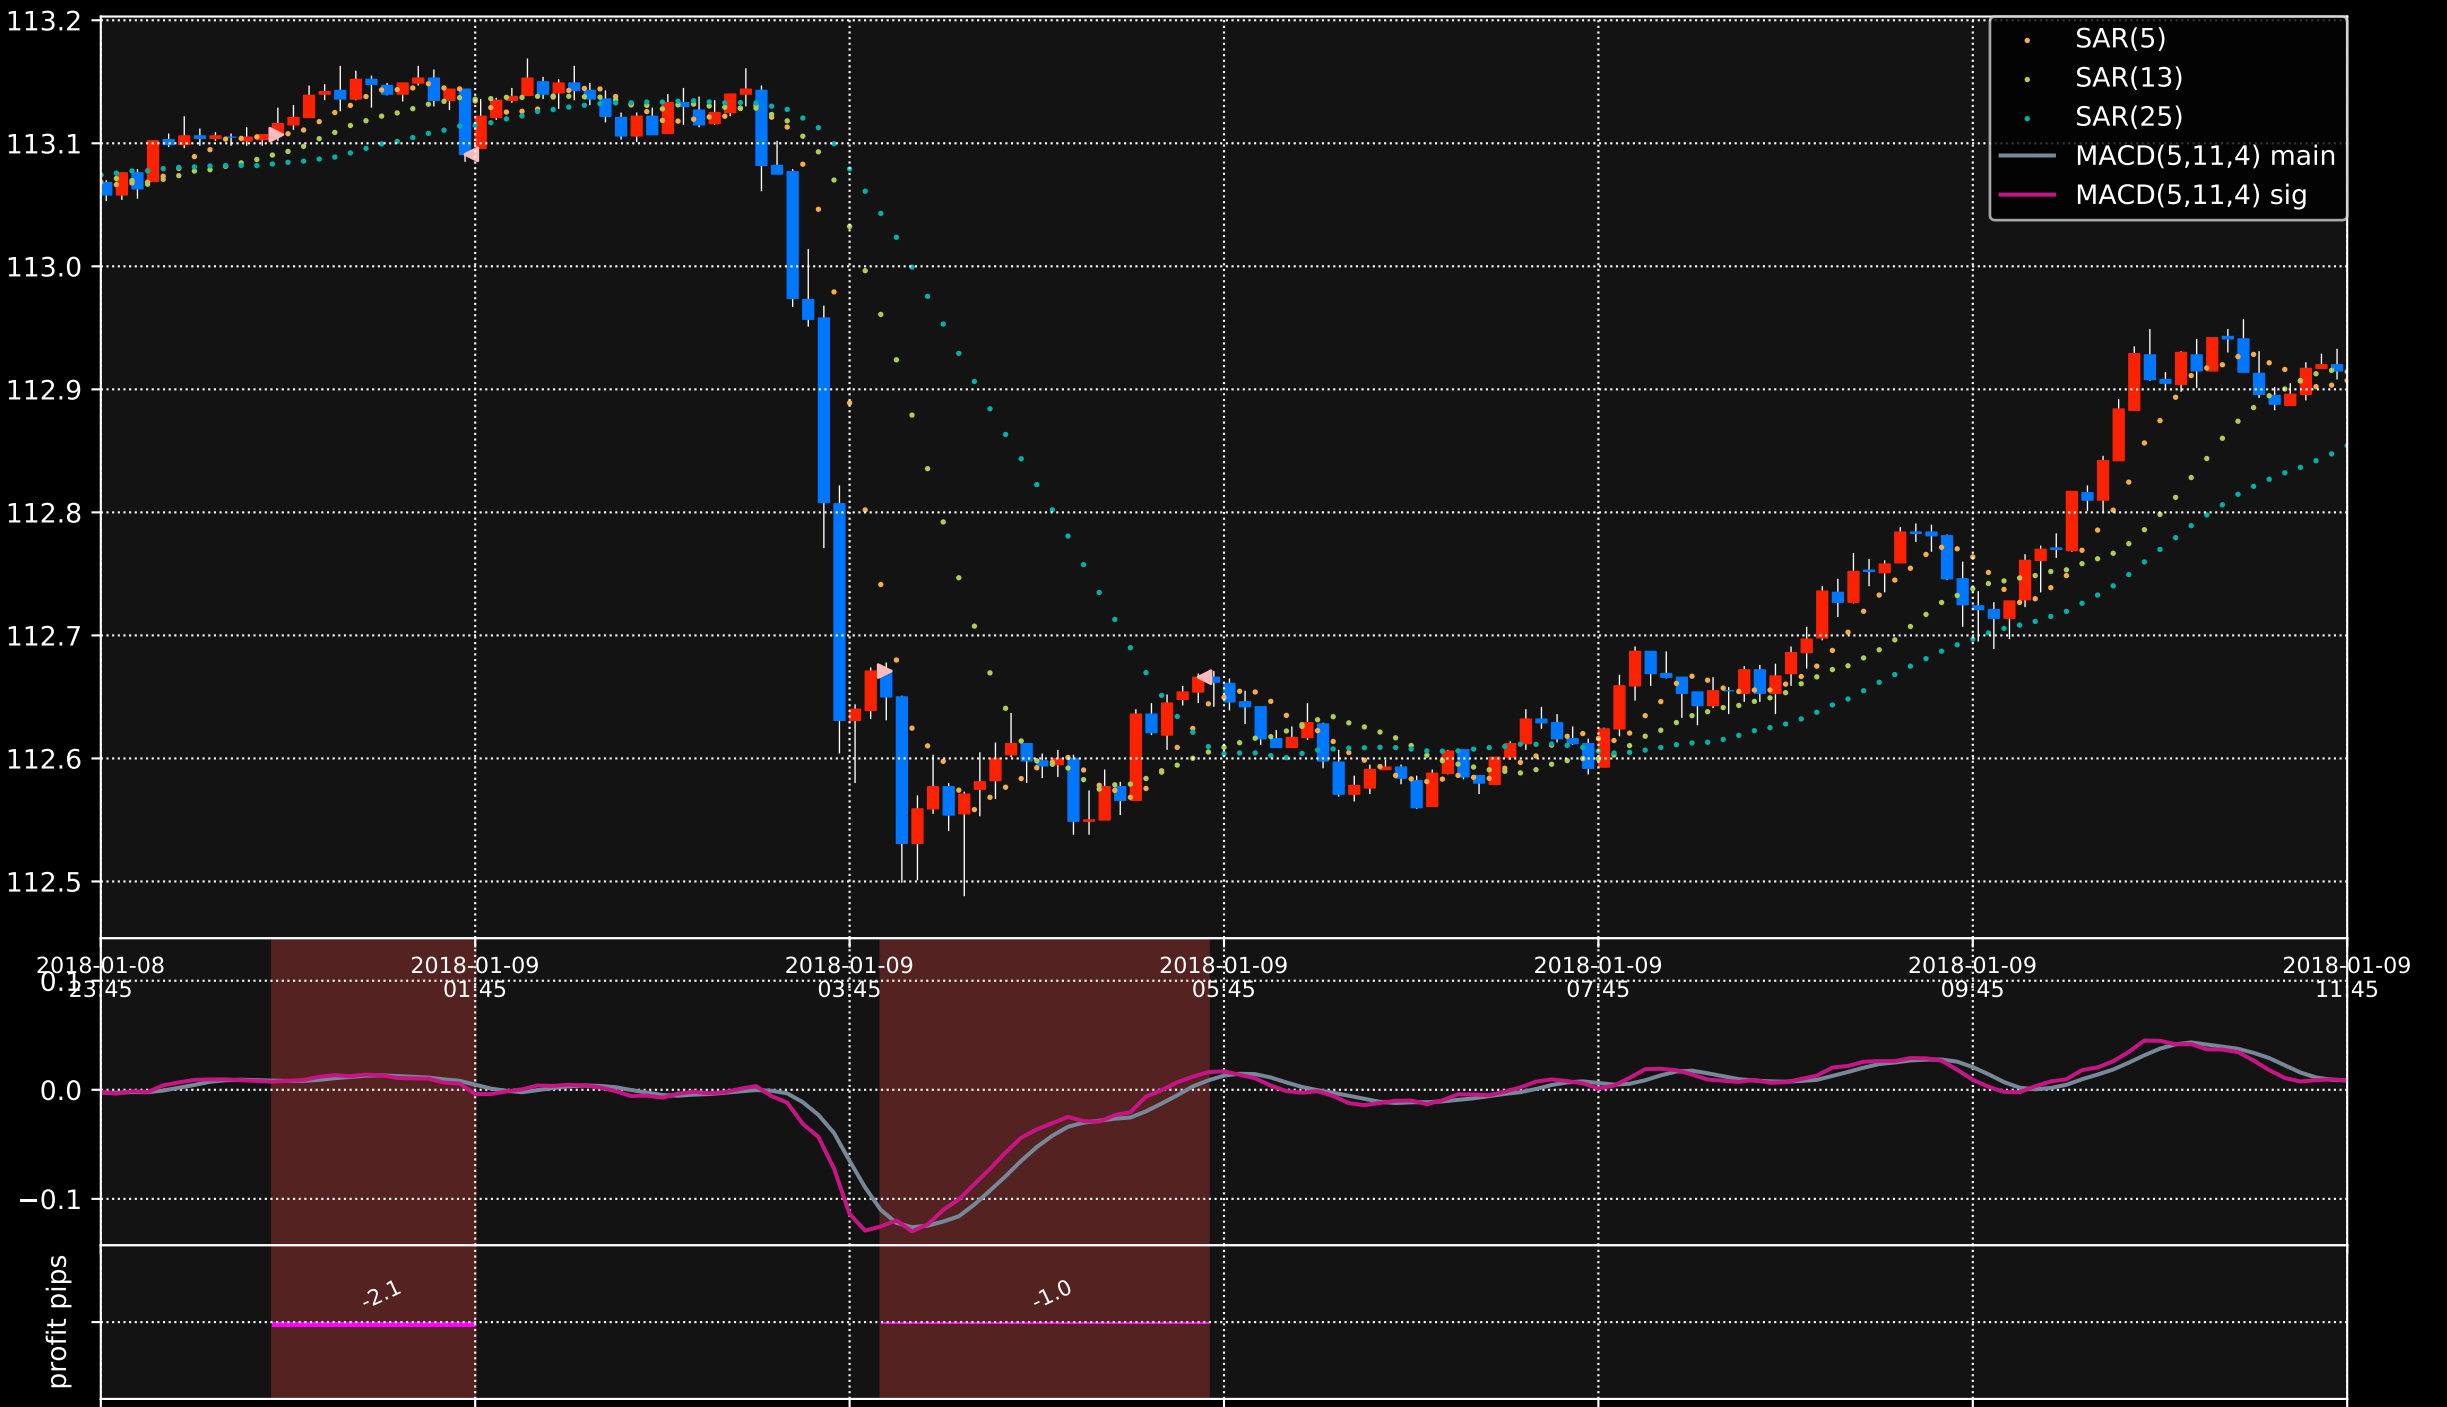 113.2
113.1
113.0
112.9
112.8
112.7
112.6
112.5
SAR(5)
SAR(13)
SAR(25)
MACD(5,11,4) main
MACD(5,11,4) sig
2018-01-08 2018-01-09 2018-01-09 2018-01-09 2018-01-09 2018-01-09 2018-01-09
23:45 01:45 03:45 05:45 07:45 09:45 11:45
0.1
0.0
−0.1
profit pips
-2.1
-1.0